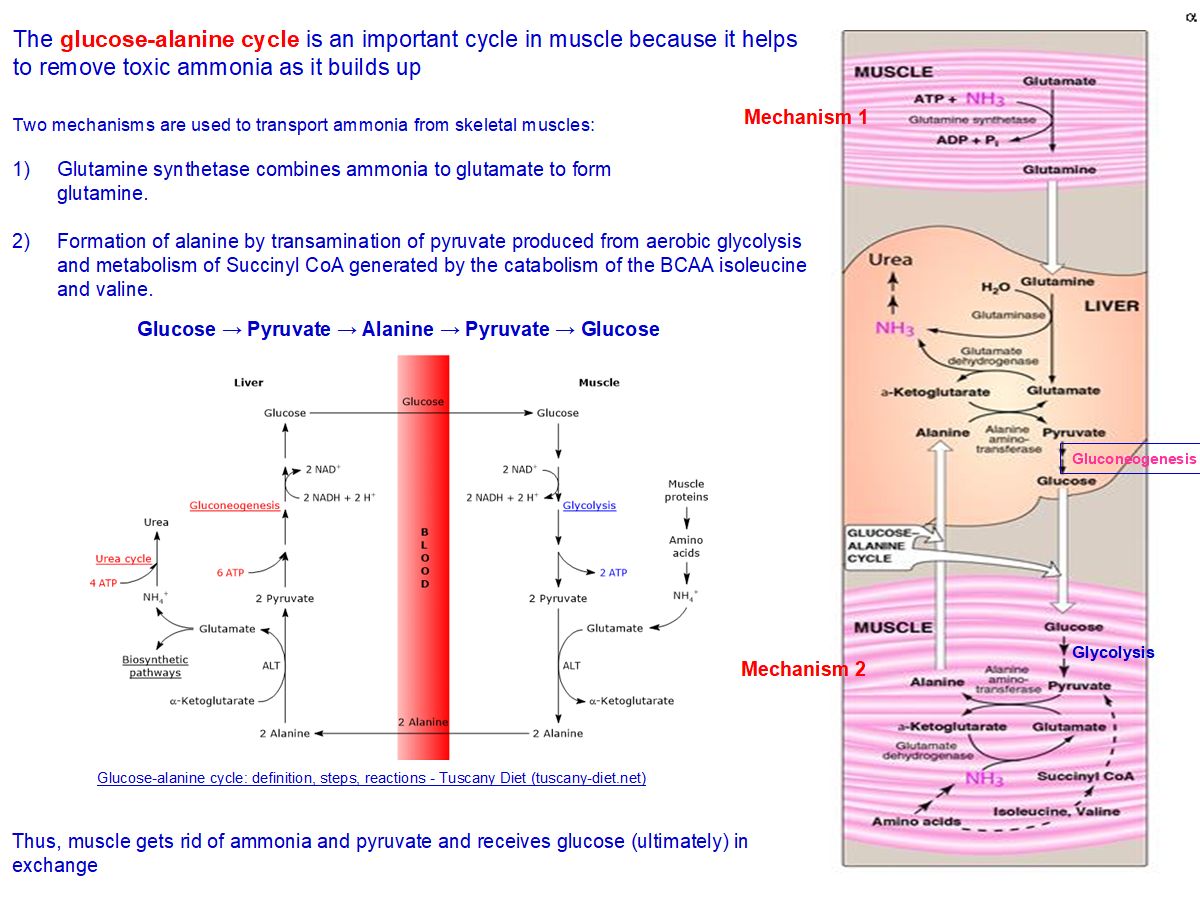 α
The glucose-alanine cycle is an important cycle in muscle because it helps
to remove toxic ammonia as it builds up
Two mechanisms are used to transport ammonia from skeletal muscles:
1) Glutamine synthetase combines ammonia to glutamate to form
glutamine.
2) Formation of alanine by transamination of pyruvate produced from aerobic glycolysis
and metabolism of Succinyl CoA generated by the catabolism of the BCAA isoleucine
and valine.
Glucose → Pyruvate → Alanine → Pyruvate → Glucose
Liver
Muscle
Glucose
Glucose
Glucose
2 NAD⁺
2 NADH + 2 H⁺
2 NAD⁺
2 NADH + 2 H⁺
Gluconeogenesis
Glycolysis
Muscle
proteins
Amino
acids
NH₄⁺
Urea
Urea cycle
4 ATP
NH₄⁺
6 ATP
2 ATP
BLOOD
2 Pyruvate
2 Pyruvate
Glutamate
Glutamate
Biosynthetic
pathways
ALT
ALT
α-Ketoglutarate
α-Ketoglutarate
2 Alanine
2 Alanine
2 Alanine
Glucose-alanine cycle: definition, steps, reactions - Tuscany Diet (tuscany-diet.net)
Thus, muscle gets rid of ammonia and pyruvate and receives glucose (ultimately) in
exchange
Mechanism 1
MUSCLE
Glutamate
ATP + NH₃
Glutamine synthetase
ADP + Pᵢ
Glutamine
Urea
H₂O
Glutamine
LIVER
Glutaminase
NH₃
Glutamate
dehydrogenase
a-Ketoglutarate
Glutamate
Alanine
Alanine
amino-
transferase
Pyruvate
Gluconeogenesis
Glucose
GLUCOSE–
ALANINE
CYCLE
Mechanism 2
MUSCLE
Glucose
Glycolysis
Alanine
Alanine
amino-
transferase
Pyruvate
a-Ketoglutarate
Glutamate
Glutamate
dehydrogenase
NH₃
Succinyl CoA
Isoleucine, Valine
Amino acids